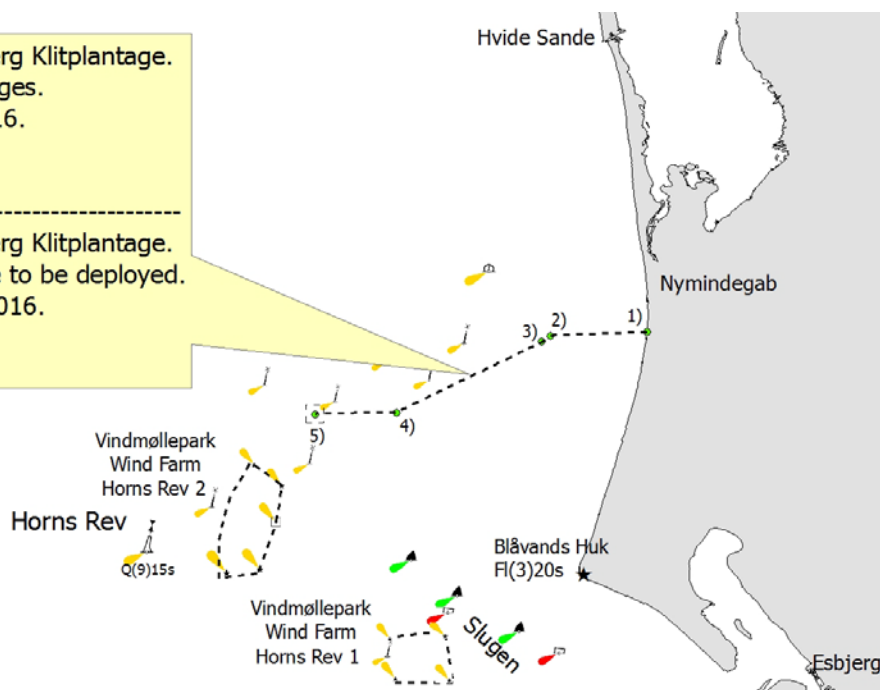 rg Klitplantage.
ges.
6.
rg Klitplantage.
e to be deployed.
016.
Hvide Sande
Nymindegab
1)
2)
3)
4)
5)
Vindmøllepark
Wind Farm
Horns Rev 2
Horns Rev
Q(9)15s
Blåvands Huk
Fl(3)20s
Vindmøllepark
Wind Farm
Horns Rev 1
Slugen
Esbjerg